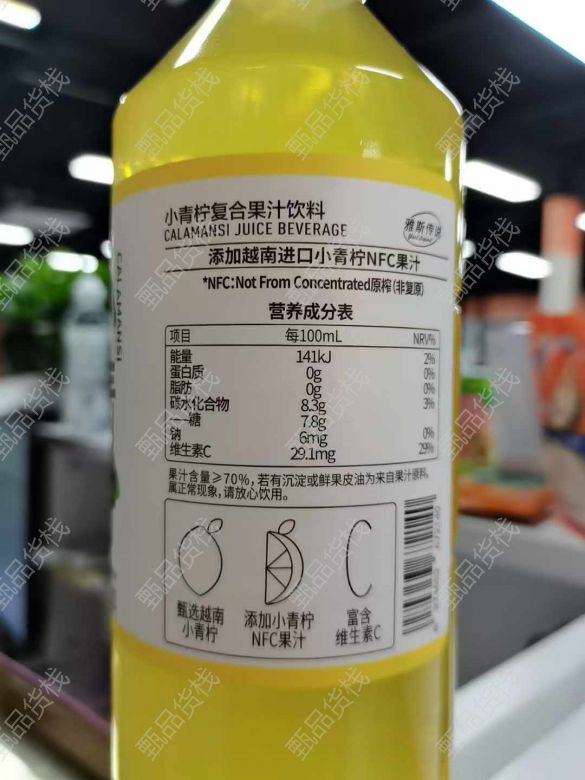 小青柠复合果汁饮料
CALAMANSI JUICE BEVERAGE
雅斯传说
添加越南进口小青柠NFC果汁
*NFC:Not From Concentrated原榨(非复原)
营养成分表
项目 每100mL NRV%
能量 141kJ 2%
蛋白质 0g 0%
脂肪 0g 0%
碳水化合物 8.3g 3%
——糖 7.8g
钠 6mg 0%
维生素C 29.1mg 29%
果汁含量≥70%,若有沉淀或鲜果皮油为来自果汁原料。
属正常现象,请放心饮用。
甄选越南
小青柠
添加小青柠
NFC果汁
富含
维生素C
CALAMANSI
甄品货栈